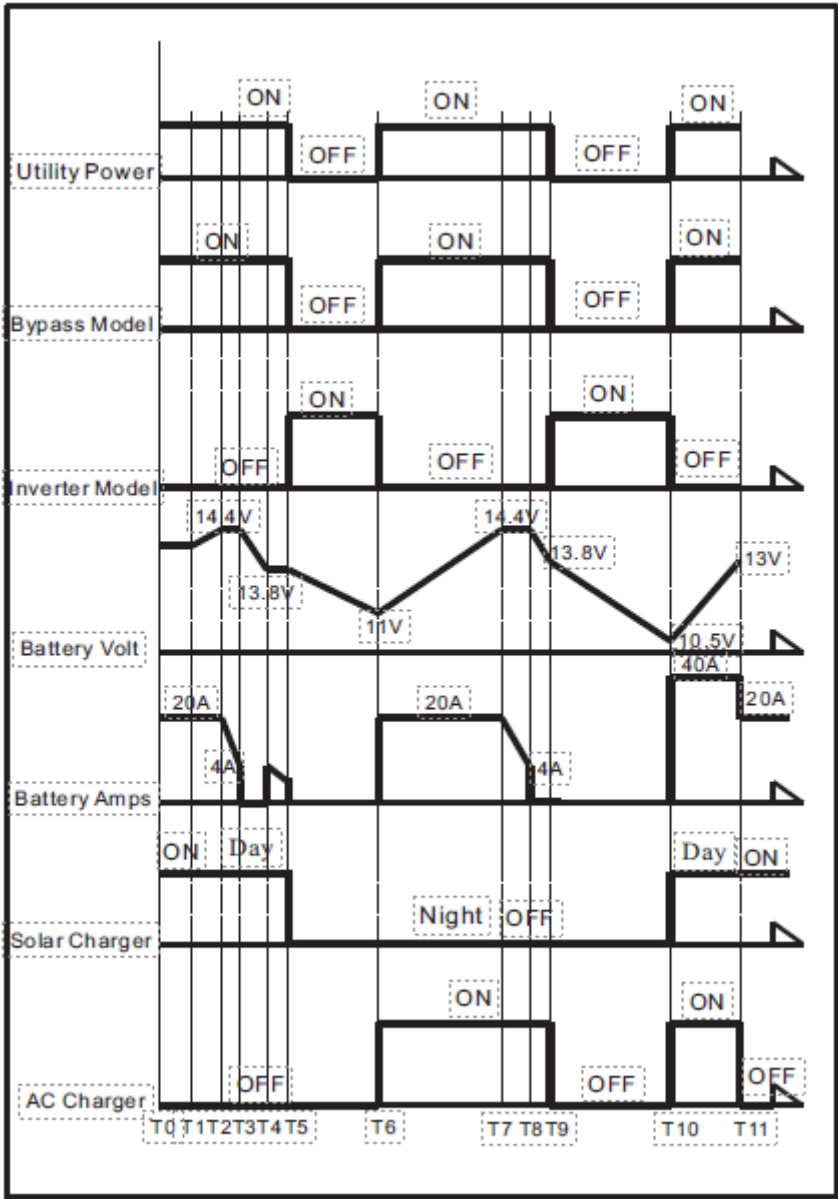 ON
ON
ON
OFF
OFF
Utility Power
ON
ON
ON
OFF
OFF
Bypass Model
ON
ON
OFF
OFF
OFF
Inverter Model
14.4V
14.4V
13.8V
13V
13.8V
11V
10.5V
Battery Volt
40A
20A
20A
20A
4A
4A
Battery Amps
ON
Day
Day
ON
Night
OFF
Solar Charger
ON
ON
OFF
OFF
OFF
AC Charger
T0 T1 T2 T3 T4 T5 T6 T7 T8 T9 T10 T11